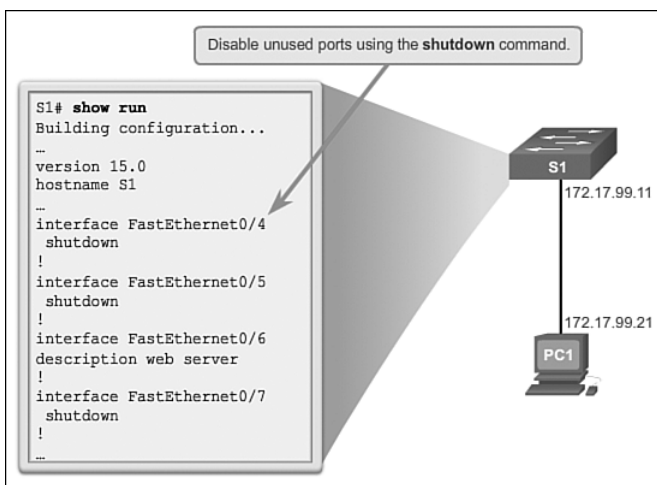 Disable unused ports using the shutdown command.
S1# show run
Building configuration...
…
version 15.0
hostname S1
…
interface FastEthernet0/4
 shutdown
!
interface FastEthernet0/5
 shutdown
!
interface FastEthernet0/6
description web server
!
interface FastEthernet0/7
 shutdown
!
…
S1
172.17.99.11
172.17.99.21
PC1